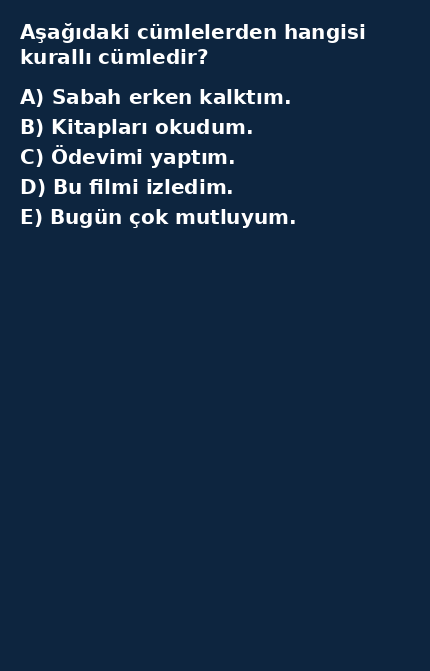 Aşağıdaki cümlelerden hangisi
kurallı cümledir?
A) Sabah erken kalktım.
B) Kitapları okudum.
C) Ödevimi yaptım.
D) Bu filmi izledim.
E) Bugün çok mutluyum.